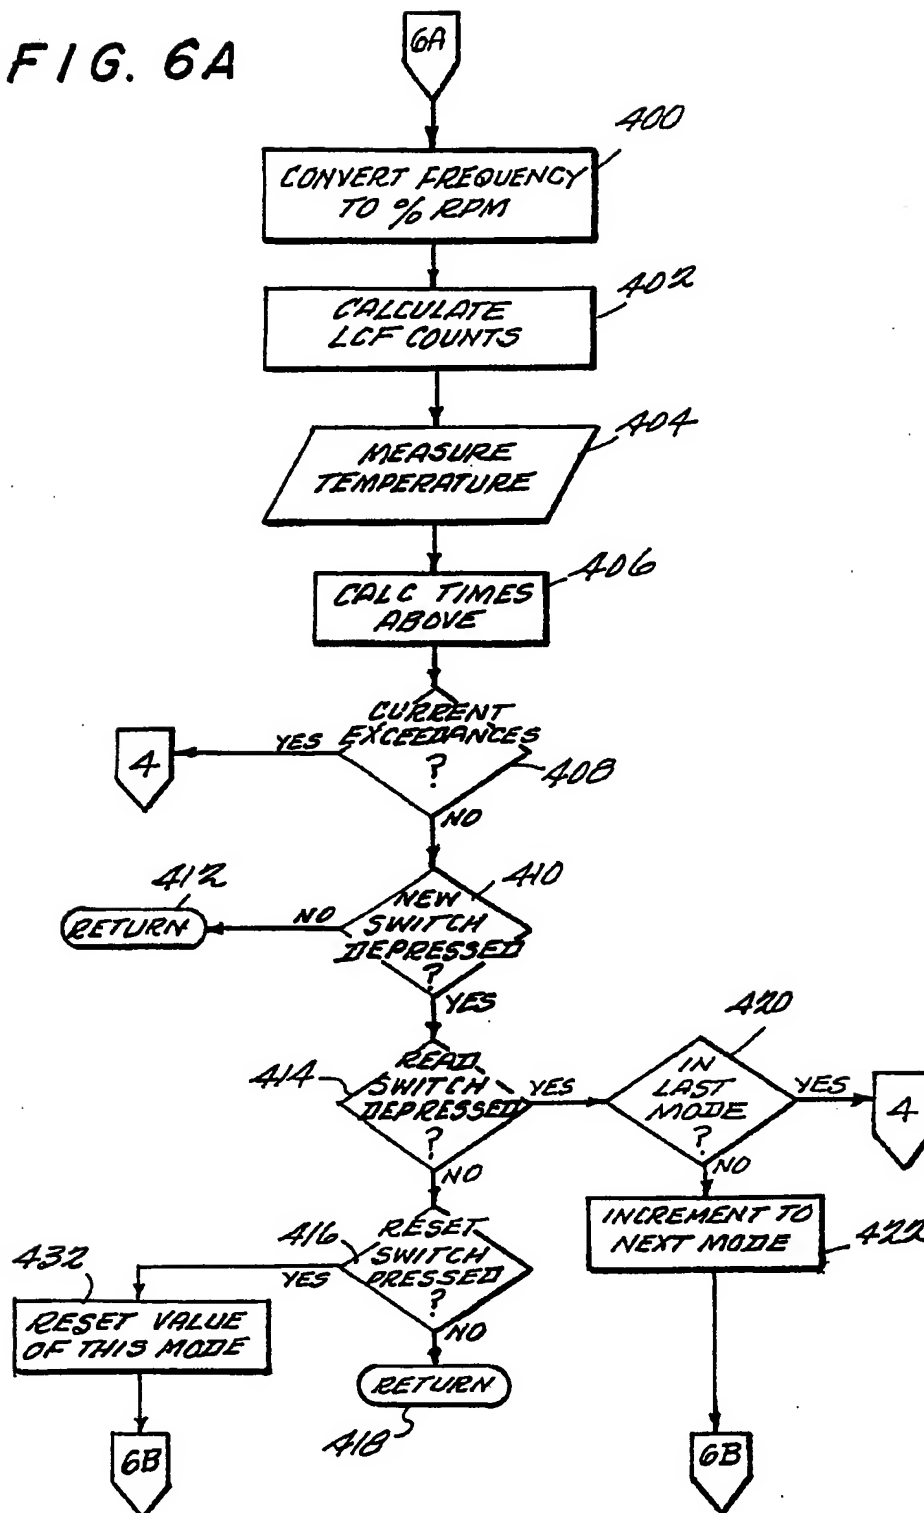 FIG. 6A
6A
400
CONVERT FREQUENCY
TO % RPM
402
CALCULATE
LCF COUNTS
404
MEASURE
TEMPERATURE
406
CALC TIMES
ABOVE
CURRENT
EXCEEDANCES
?
408
YES
4
NO
410
NEW
SWITCH
DEPRESSED
?
NO
412
RETURN
YES
414
READ
SWITCH
DEPRESSED
?
YES
420
IN
LAST
MODE
?
YES
4
NO
NO
INCREMENT TO
NEXT MODE
422
416
RESET
SWITCH
PRESSED
?
YES
432
RESET VALUE
OF THIS MODE
NO
RETURN
418
6B
6B